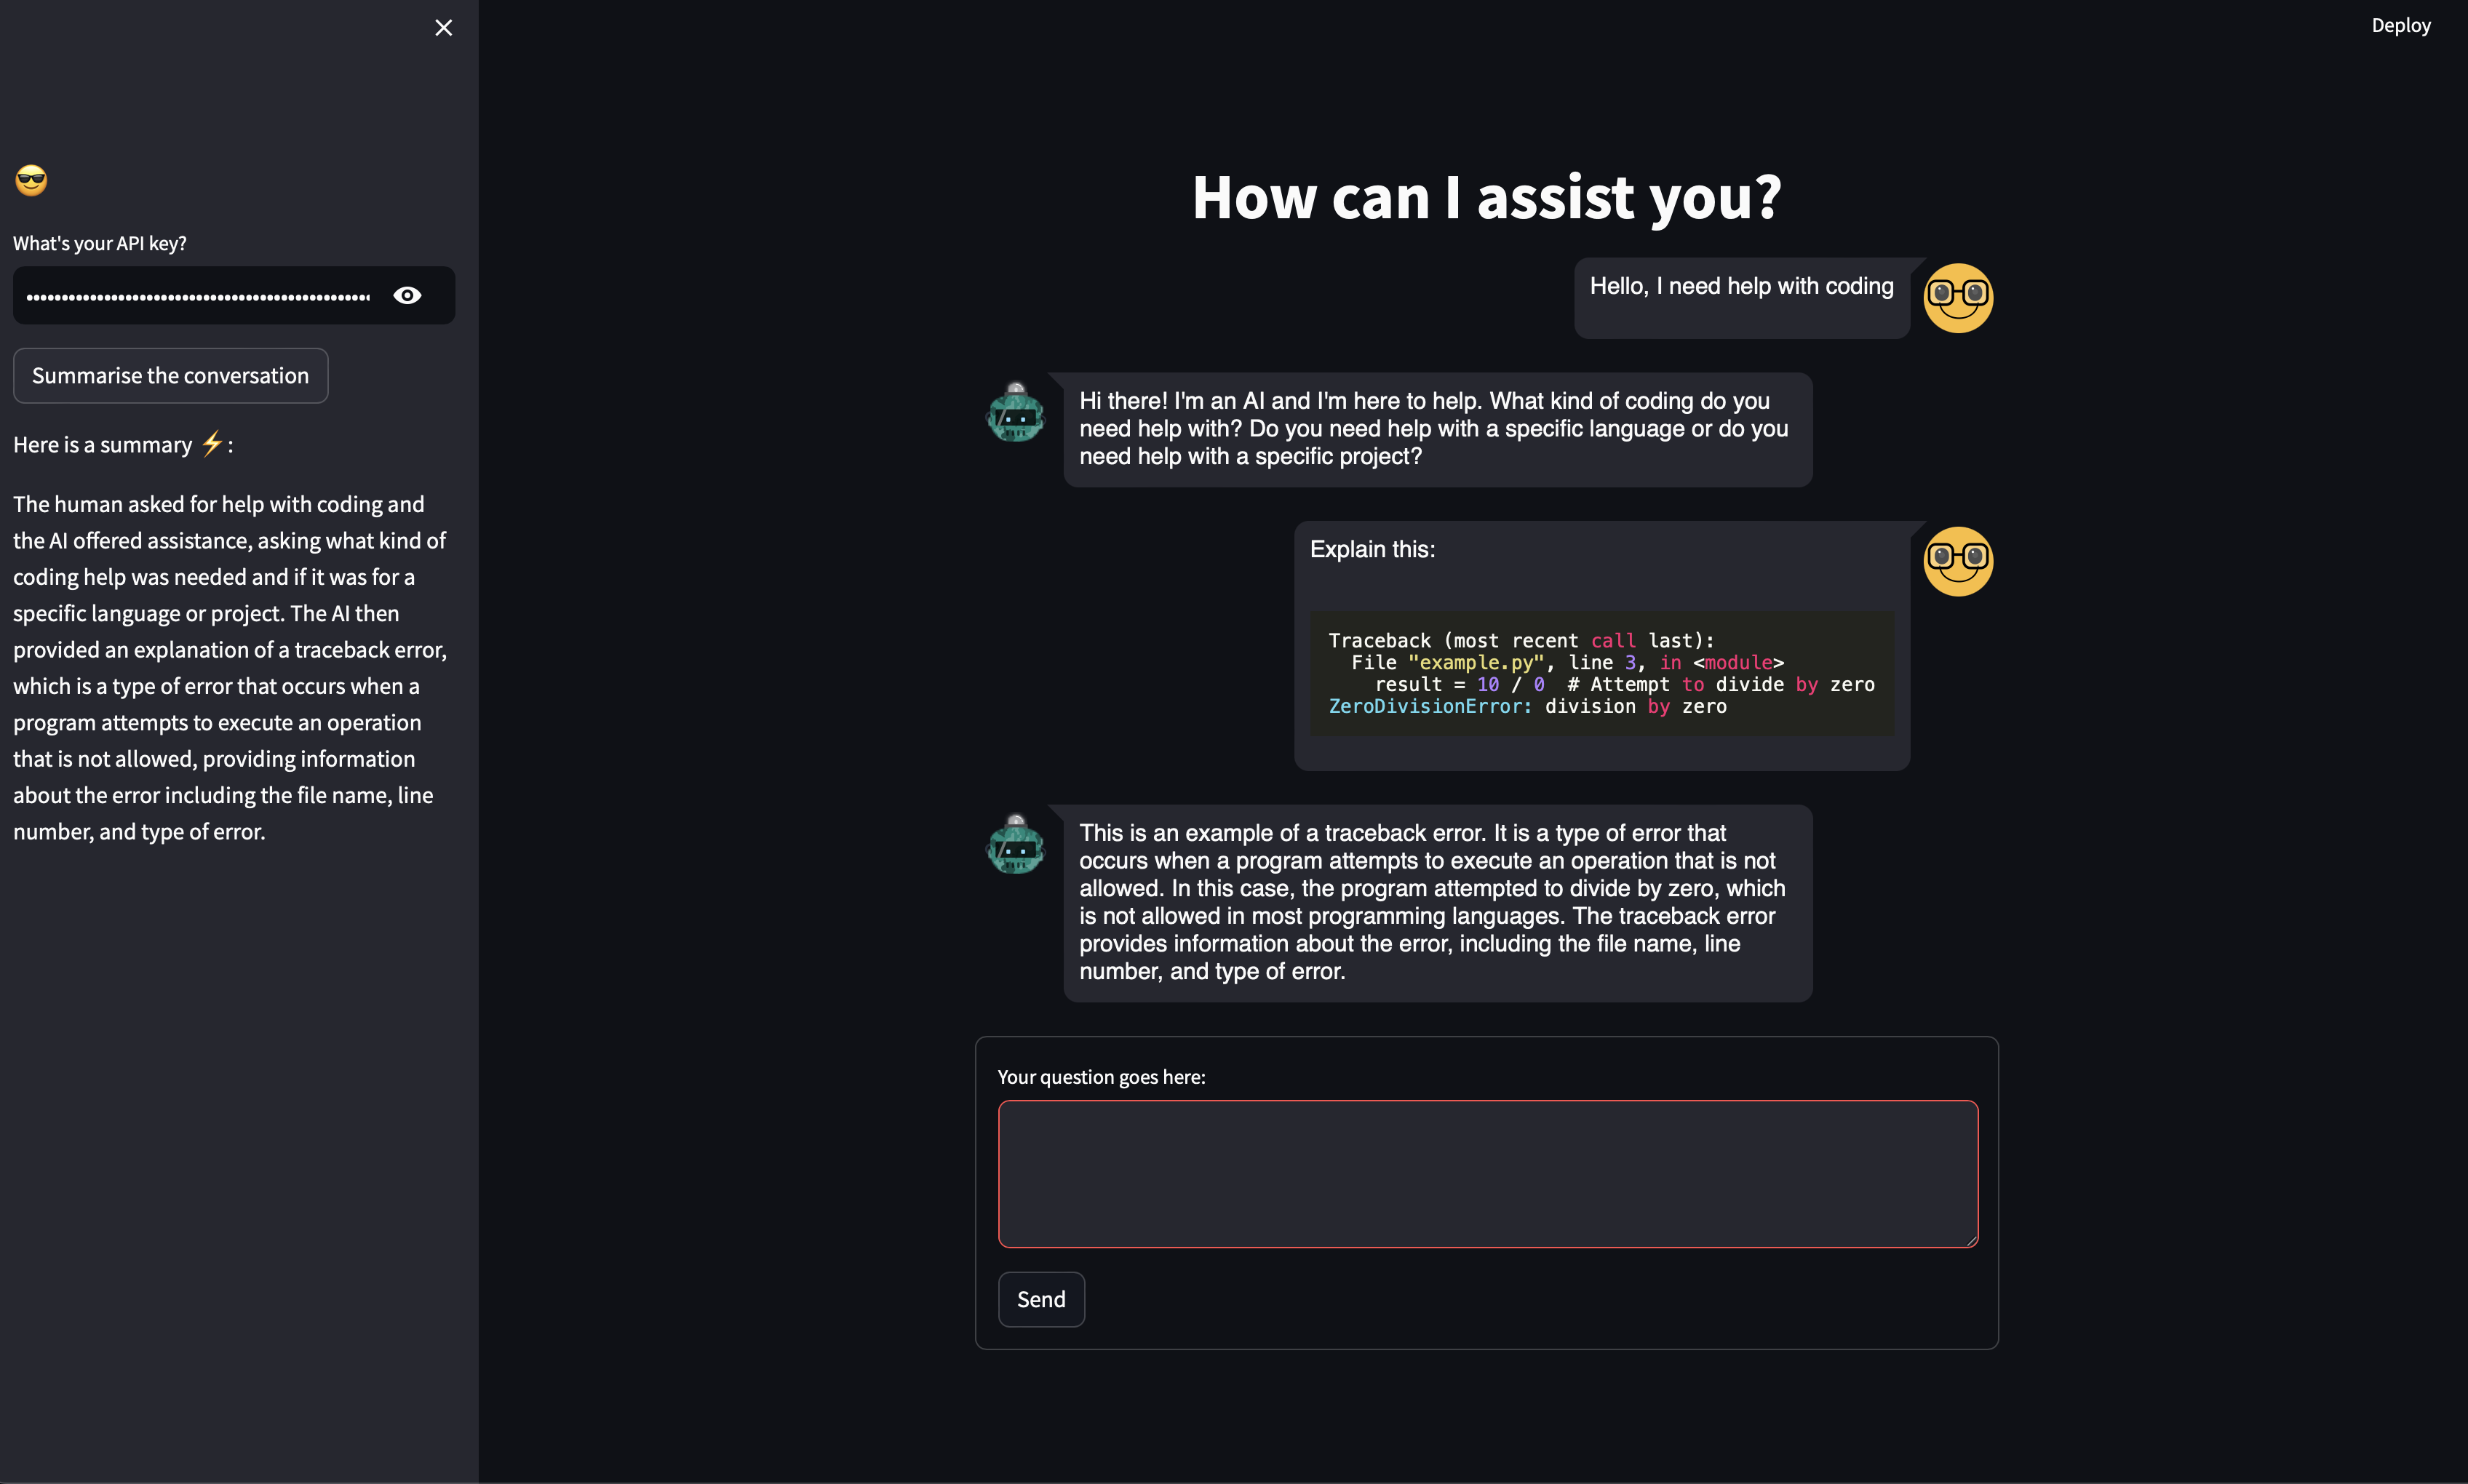 Deploy
What's your API key?
Summarise the conversation
Here is a summary ⚡:
The human asked for help with coding and
the AI offered assistance, asking what kind of
coding help was needed and if it was for a
specific language or project. The AI then
provided an explanation of a traceback error,
which is a type of error that occurs when a
program attempts to execute an operation
that is not allowed, providing information
about the error including the file name, line
number, and type of error.
How can I assist you?
Hello, I need help with coding
Hi there! I'm an AI and I'm here to help. What kind of coding do you
need help with? Do you need help with a specific language or do you
need help with a specific project?
Explain this:
Traceback (most recent call last):
  File "example.py", line 3, in <module>
    result = 10 / 0  # Attempt to divide by zero
ZeroDivisionError: division by zero
This is an example of a traceback error. It is a type of error that
occurs when a program attempts to execute an operation that is not
allowed. In this case, the program attempted to divide by zero, which
is not allowed in most programming languages. The traceback error
provides information about the error, including the file name, line
number, and type of error.
Your question goes here:
Send